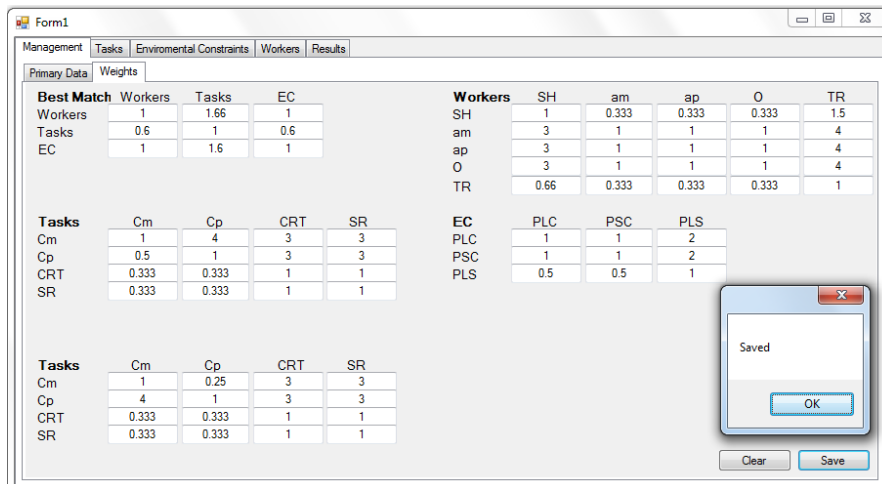 Form1
Management Tasks Enviromental Constraints Workers Results
Primary Data Weights
Best Match Workers Tasks EC
Workers 1 1.66 1
Tasks 0.6 1 0.6
EC 1 1.6 1
Workers SH am ap O TR
SH 1 0.333 0.333 0.333 1.5
am 3 1 1 1 4
ap 3 1 1 1 4
O 3 1 1 1 4
TR 0.66 0.333 0.333 0.333 1
Tasks Cm Cp CRT SR
Cm 1 4 3 3
Cp 0.5 1 3 3
CRT 0.333 0.333 1 1
SR 0.333 0.333 1 1
EC PLC PSC PLS
PLC 1 1 2
PSC 1 1 2
PLS 0.5 0.5 1
Tasks Cm Cp CRT SR
Cm 1 0.25 3 3
Cp 4 1 3 3
CRT 0.333 0.333 1 1
SR 0.333 0.333 1 1
Saved
OK
Clear Save